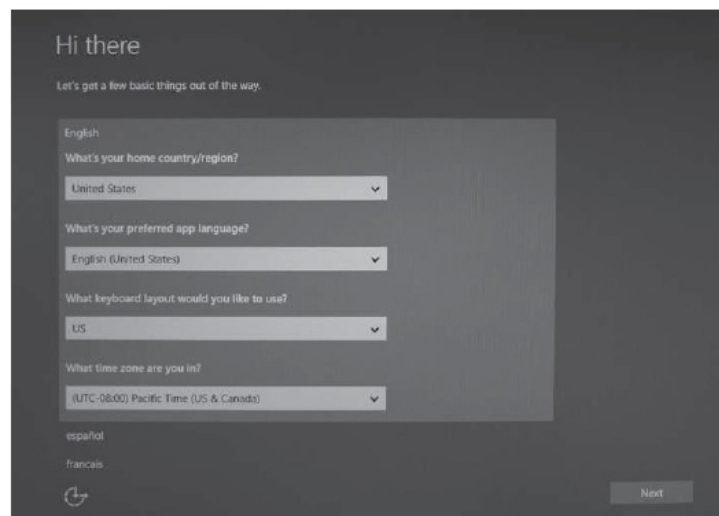 Hi there
Let's get a few basic things out of the way.
English
What's your home country/region?
United States
What's your preferred app language?
English (United States)
What keyboard layout would you like to use?
US
What time zone are you in?
(UTC-08:00) Pacific Time (US & Canada)
español
francais
Next